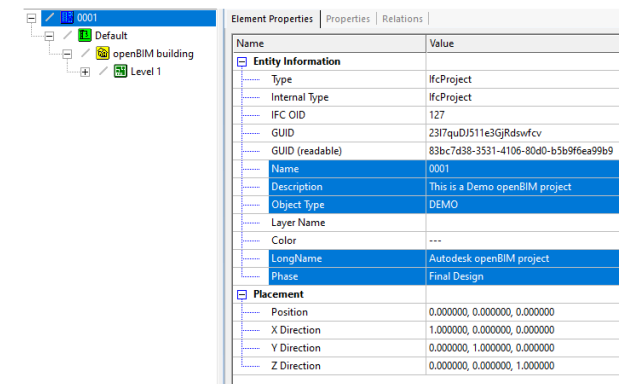 0001
Default
openBIM building
Level 1
Element Properties Properties Relations
Name Value
Entity Information
Type IfcProject
Internal Type IfcProject
IFC OID 127
GUID 23I7quDJ511e3GjRdswfcv
GUID (readable) 83bc7d38-3531-4106-80d0-b5b9f6ea99b9
Name 0001
Description This is a Demo openBIM project
Object Type DEMO
Layer Name
Color ---
LongName Autodesk openBIM project
Phase Final Design
Placement
Position 0.000000, 0.000000, 0.000000
X Direction 1.000000, 0.000000, 0.000000
Y Direction 0.000000, 1.000000, 0.000000
Z Direction 0.000000, 0.000000, 1.000000